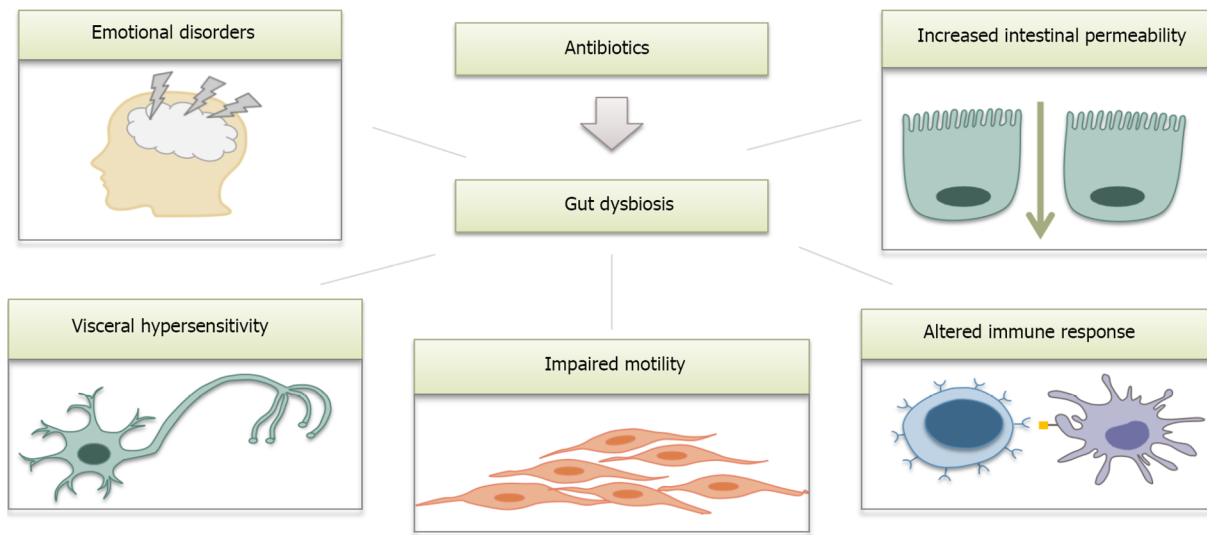 Emotional disorders
Antibiotics
Increased intestinal permeability
Gut dysbiosis
Visceral hypersensitivity
Impaired motility
Altered immune response